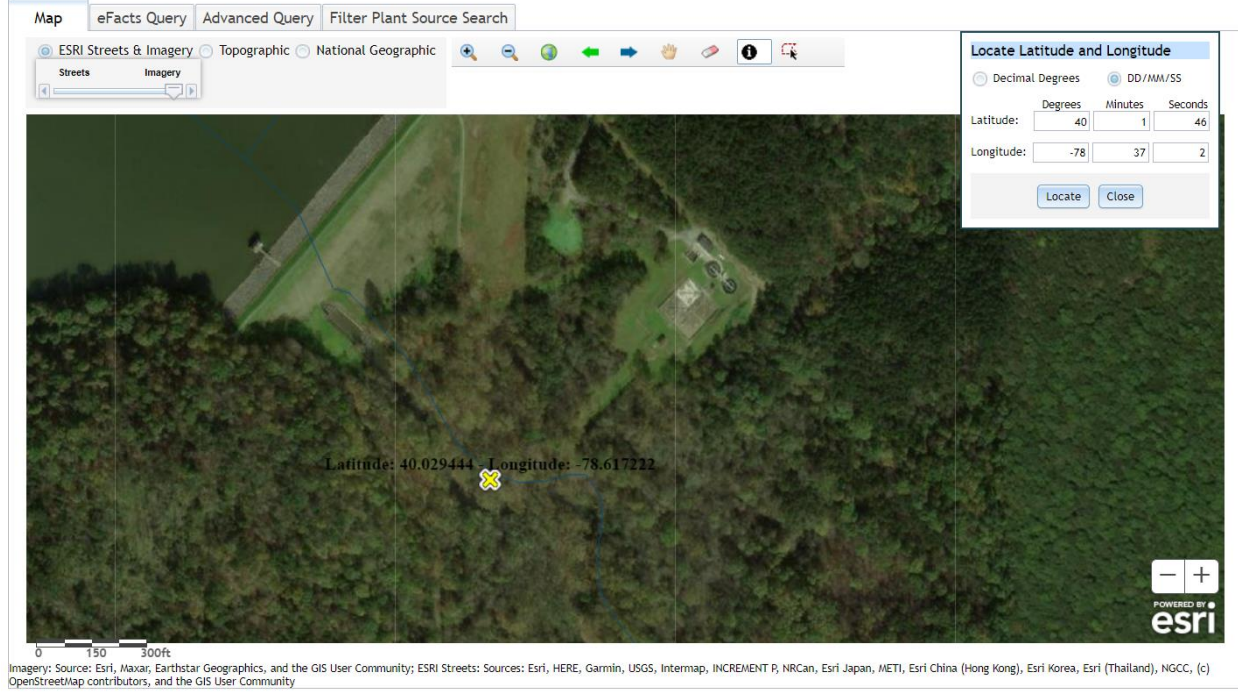 Map eFacts Query Advanced Query Filter Plant Source Search
ESRI Streets & Imagery Topographic National Geographic
Streets Imagery
Locate Latitude and Longitude
Decimal Degrees DD/MM/SS
Degrees Minutes Seconds
Latitude: 40 1 46
Longitude: -78 37 2
Locate Close
Latitude: 40.029444 - Longitude: -78.617222
POWERED BY
esri
0 150 300ft
Imagery: Source: Esri, Maxar, Earthstar Geographics, and the GIS User Community; ESRI Streets: Sources: Esri, HERE, Garmin, USGS, Intermap, INCREMENT P, NRCan, Esri Japan, METI, Esri China (Hong Kong), Esri Korea, Esri (Thailand), NGCC, (c)
OpenStreetMap contributors, and the GIS User Community